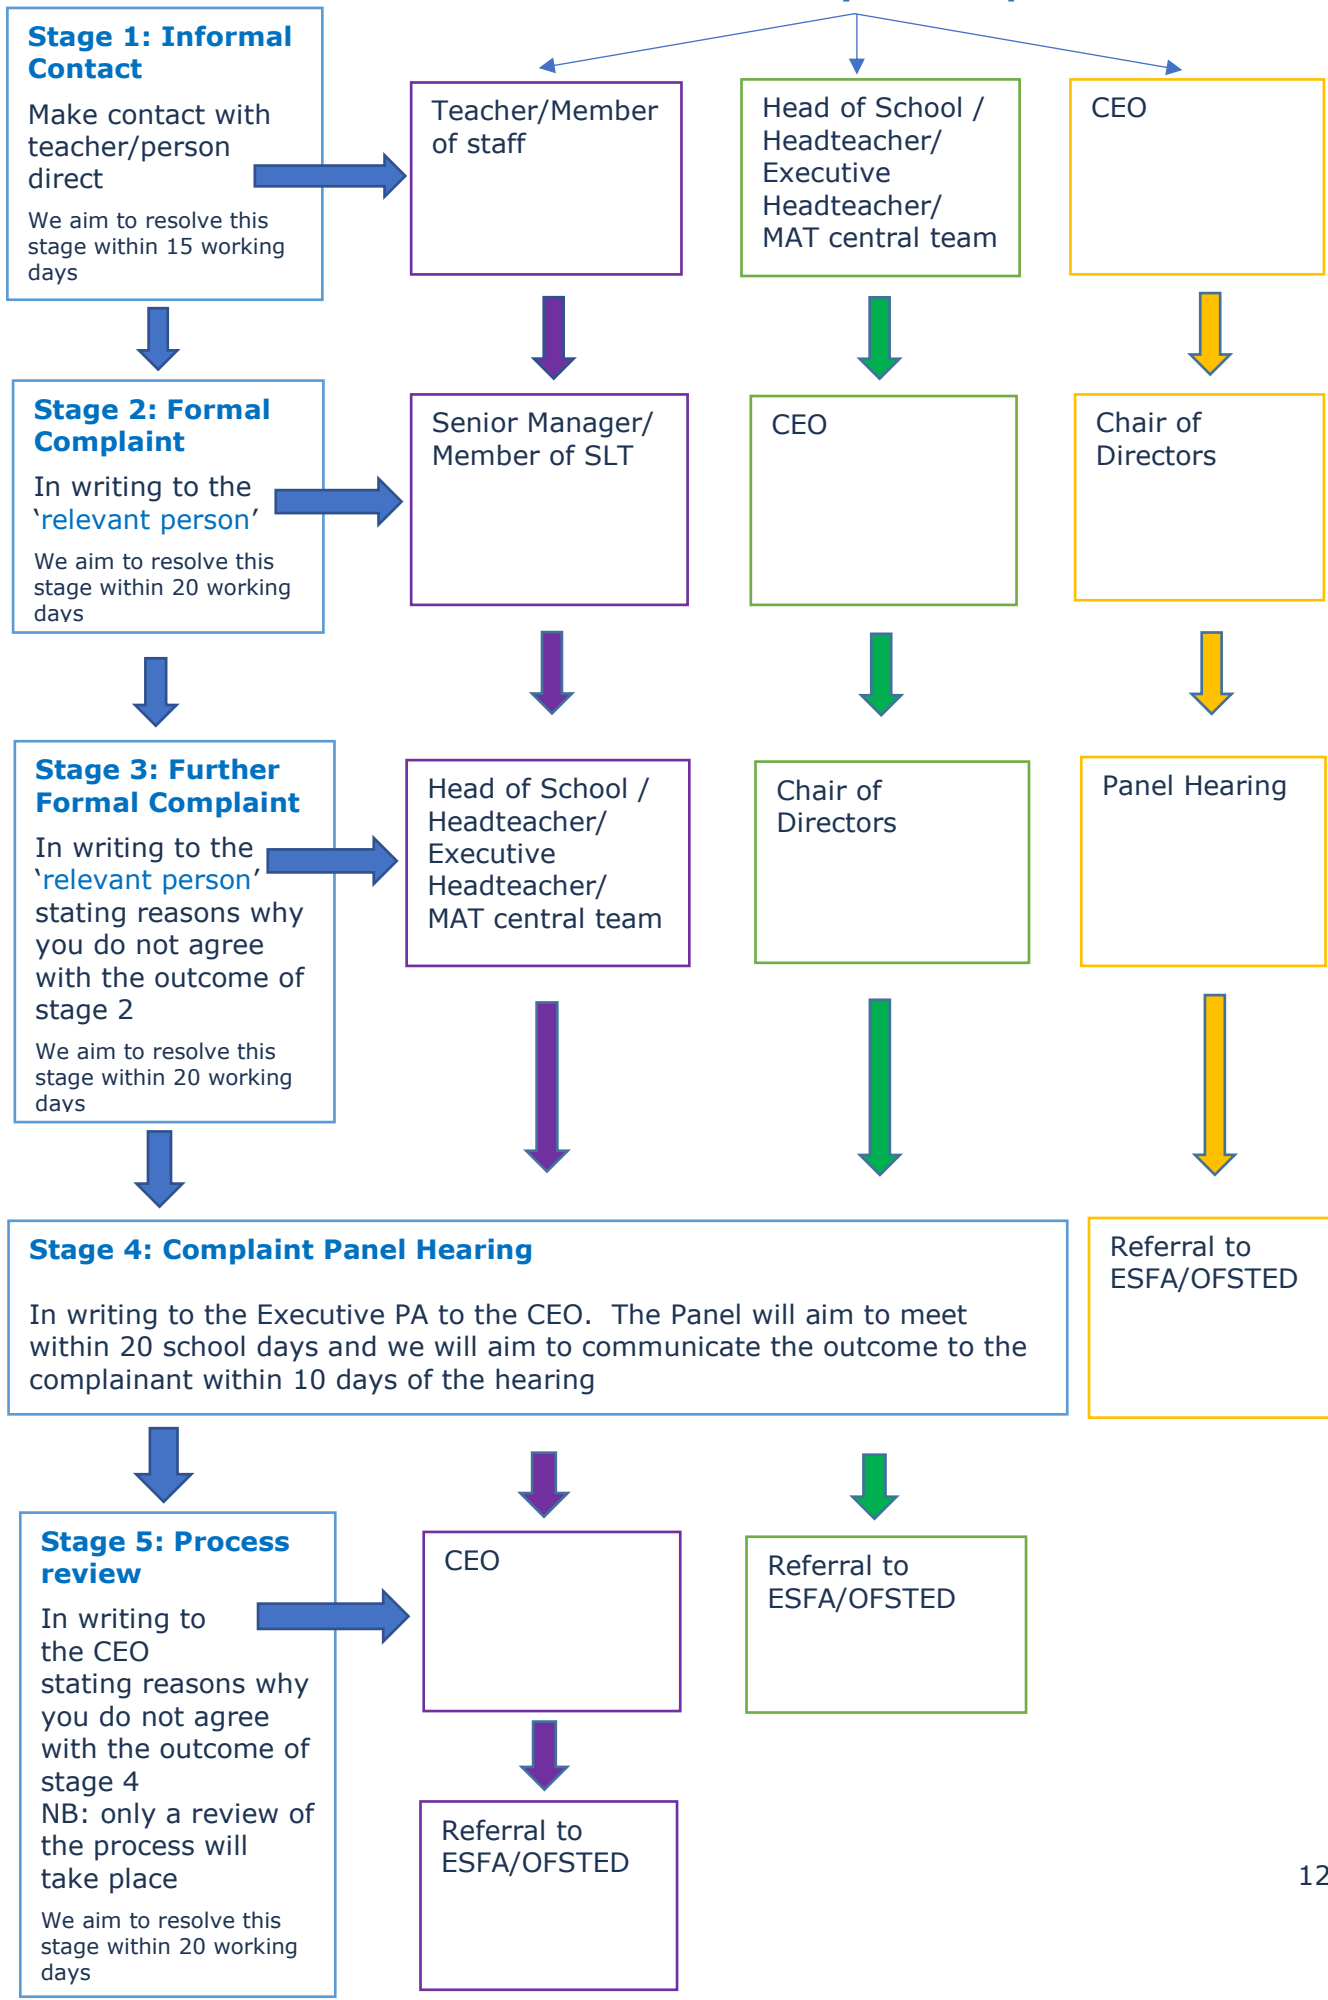 Stage 1: Informal
Contact
Make contact with
teacher/person
direct
We aim to resolve this
stage within 15 working
days
Teacher/Member
of staff
Head of School /
Headteacher/
Executive
Headteacher/
MAT central team
CEO
Stage 2: Formal
Complaint
In writing to the
‘relevant person’
We aim to resolve this
stage within 20 working
days
Senior Manager/
Member of SLT
CEO
Chair of
Directors
Stage 3: Further
Formal Complaint
In writing to the
‘relevant person’
stating reasons why
you do not agree
with the outcome of
stage 2
We aim to resolve this
stage within 20 working
days
Head of School /
Headteacher/
Executive
Headteacher/
MAT central team
Chair of
Directors
Panel Hearing
Stage 4: Complaint Panel Hearing
In writing to the Executive PA to the CEO.  The Panel will aim to meet
within 20 school days and we will aim to communicate the outcome to the
complainant within 10 days of the hearing
Referral to
ESFA/OFSTED
Stage 5: Process
review
In writing to
the CEO
stating reasons why
you do not agree
with the outcome of
stage 4
NB: only a review of
the process will
take place
We aim to resolve this
stage within 20 working
days
CEO
Referral to
ESFA/OFSTED
Referral to
ESFA/OFSTED
12